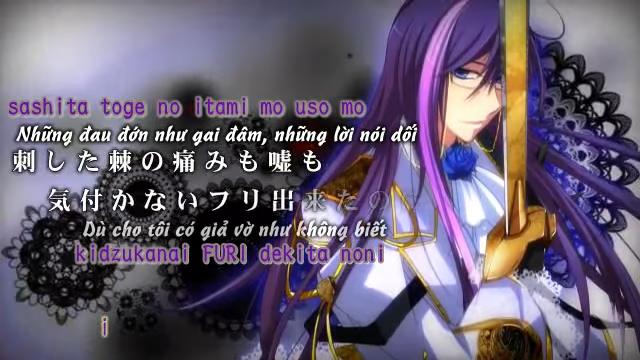 sashita toge no itami mo uso mo
Những đau đớn như gai đâm, những lời nói dối
刺した棘の痛みも嘘も
気付かないフリ出来たの
Dù cho tôi có giả vờ như không biết
kidzukanai FURI dekita noni
i